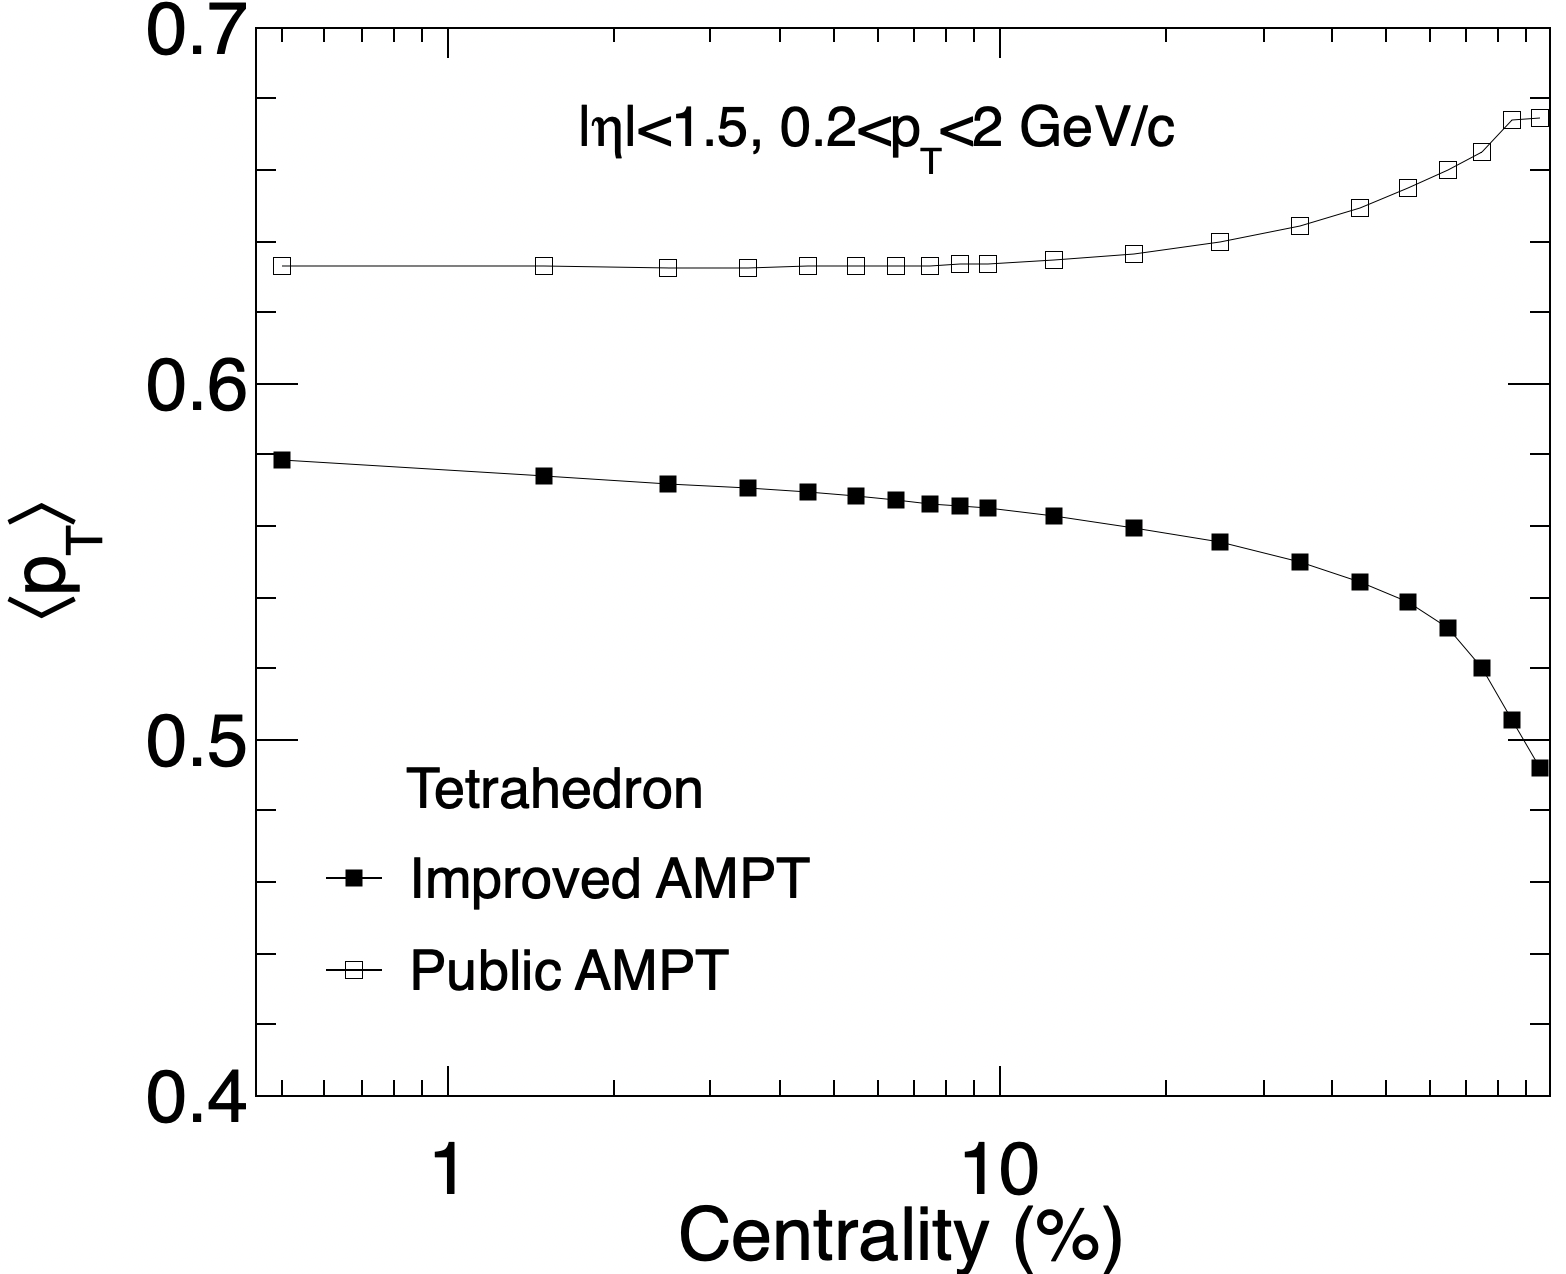 0.7
|η|<1.5, 0.2<p_T<2 GeV/c
0.6
⟨p_T⟩
0.5
Tetrahedron
Improved AMPT
Public AMPT
0.4
1 10
Centrality (%)